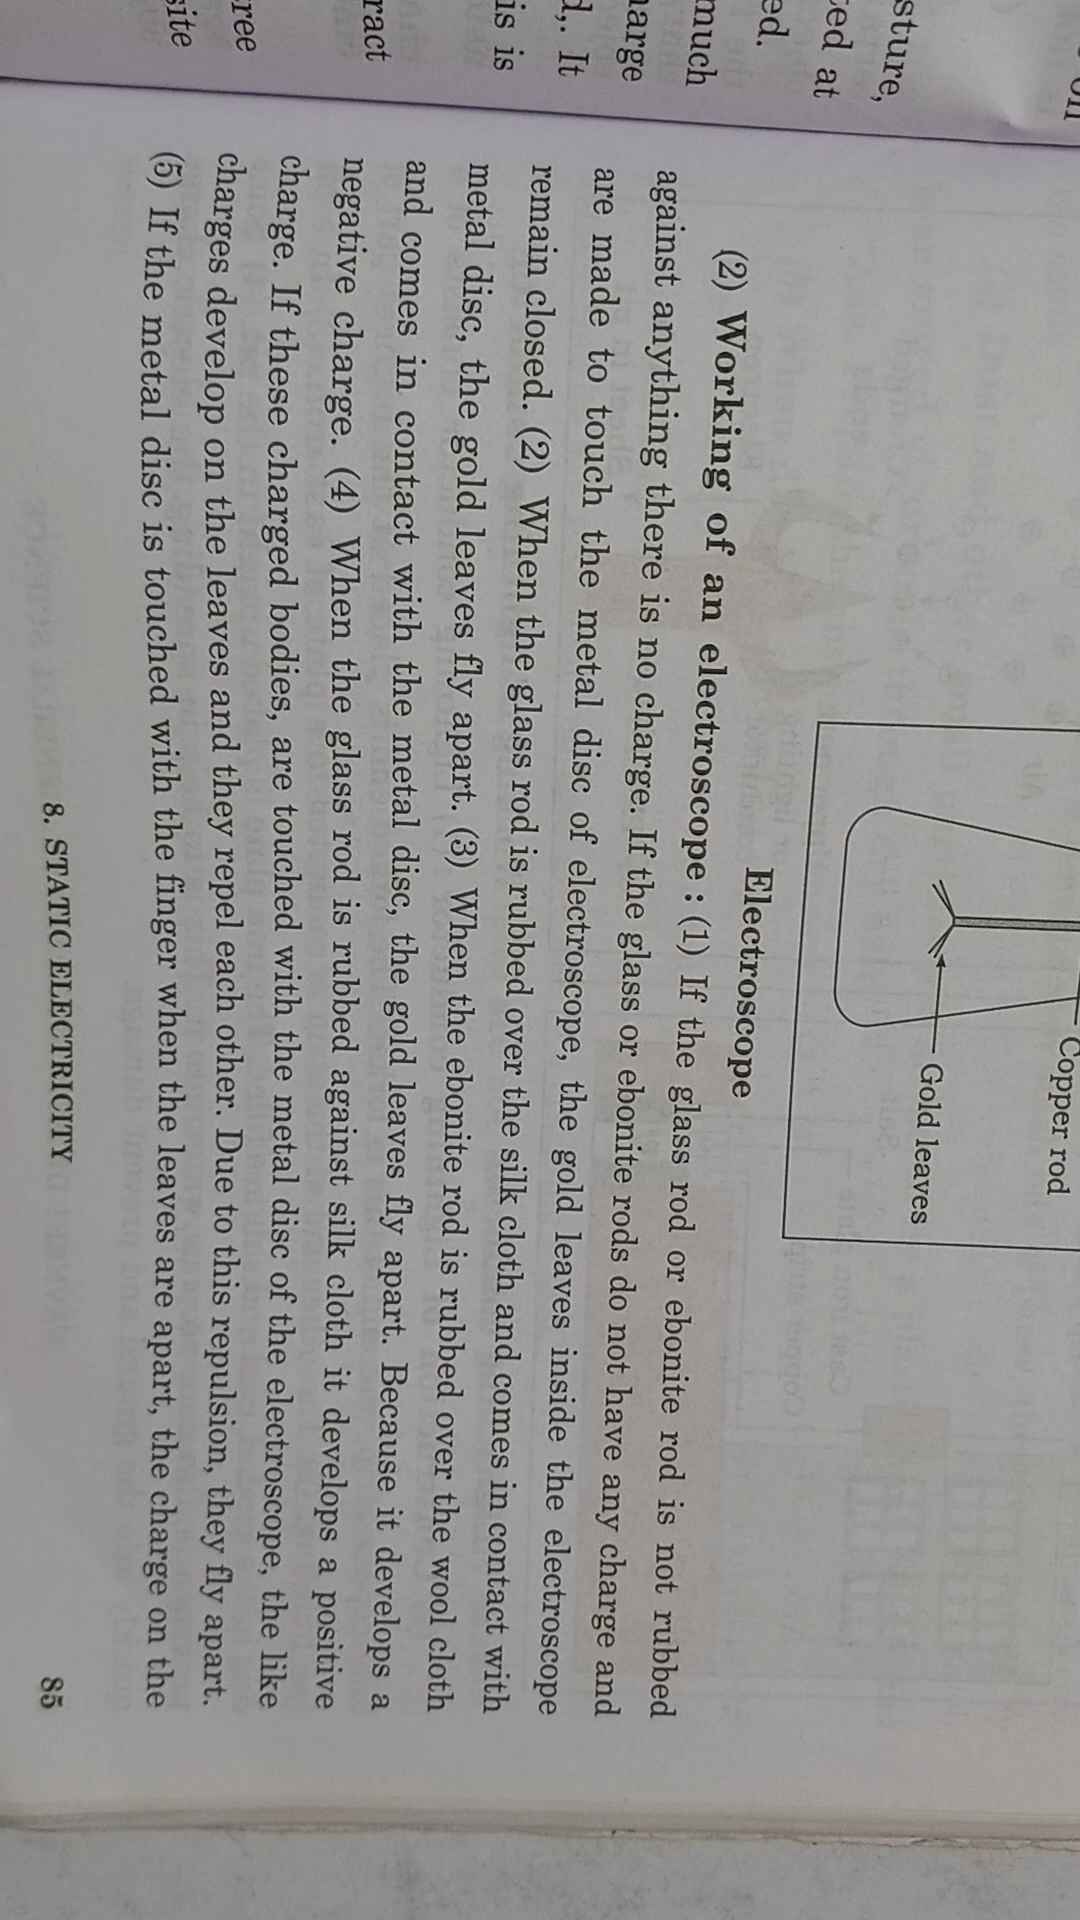 on
sture,
ed at
ed.
much
harge
d,. It
is is
ract
ree
site
Copper rod
Gold leaves
Electroscope
(2) Working of an electroscope : (1) If the glass rod or ebonite rod is not rubbed
against anything there is no charge. If the glass or ebonite rods do not have any charge and
are made to touch the metal disc of electroscope, the gold leaves inside the electroscope
remain closed. (2) When the glass rod is rubbed over the silk cloth and comes in contact with
metal disc, the gold leaves fly apart. (3) When the ebonite rod is rubbed over the wool cloth
and comes in contact with the metal disc, the gold leaves fly apart. Because it develops a
negative charge. (4) When the glass rod is rubbed against silk cloth it develops a positive
charge. If these charged bodies, are touched with the metal disc of the electroscope, the like
charges develop on the leaves and they repel each other. Due to this repulsion, they fly apart.
(5) If the metal disc is touched with the finger when the leaves are apart, the charge on the
8. STATIC ELECTRICITY
85